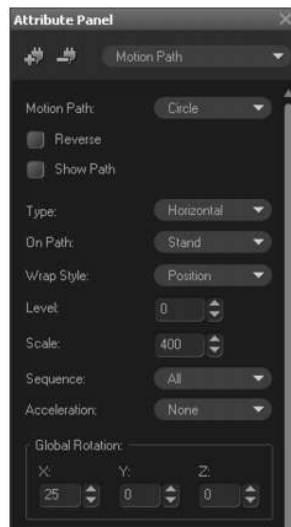 Attribute Panel
Motion Path
Motion Path: Circle
Reverse
Show Path
Type: Horizontal
On Path: Stand
Wrap Style: Position
Level: 0
Scale: 400
Sequence: All
Acceleration: None
Global Rotation:
X: Y: Z:
25 0 0